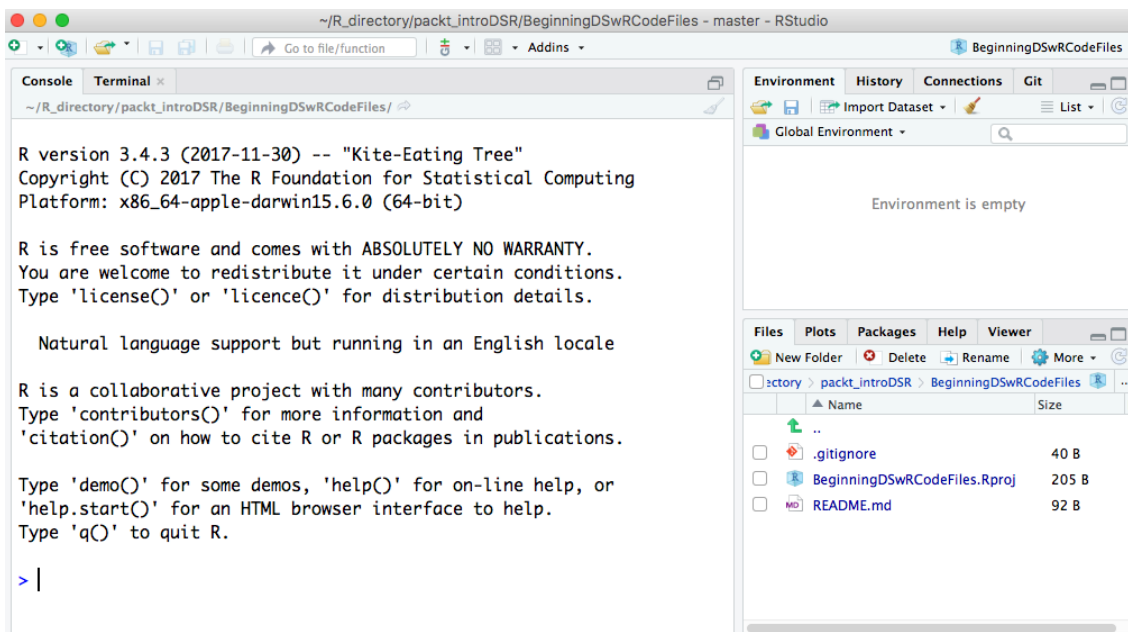 ~/R_directory/packt_introDSR/BeginningDSwRCodeFiles - master - RStudio
Go to file/function
Addins
BeginningDSwRCodeFiles
Console Terminal
~/R_directory/packt_introDSR/BeginningDSwRCodeFiles/
R version 3.4.3 (2017-11-30) -- "Kite-Eating Tree"
Copyright (C) 2017 The R Foundation for Statistical Computing
Platform: x86_64-apple-darwin15.6.0 (64-bit)
R is free software and comes with ABSOLUTELY NO WARRANTY.
You are welcome to redistribute it under certain conditions.
Type 'license()' or 'licence()' for distribution details.
Natural language support but running in an English locale
R is a collaborative project with many contributors.
Type 'contributors()' for more information and
'citation()' on how to cite R or R packages in publications.
Type 'demo()' for some demos, 'help()' for on-line help, or
'help.start()' for an HTML browser interface to help.
Type 'q()' to quit R.
>
Environment History Connections Git
Import Dataset List
Global Environment
Environment is empty
Files Plots Packages Help Viewer
New Folder Delete Rename More
ectory > packt_introDSR > BeginningDSwRCodeFiles R ...
Name Size
..
.gitignore 40 B
BeginningDSwRCodeFiles.Rproj 205 B
MD README.md 92 B